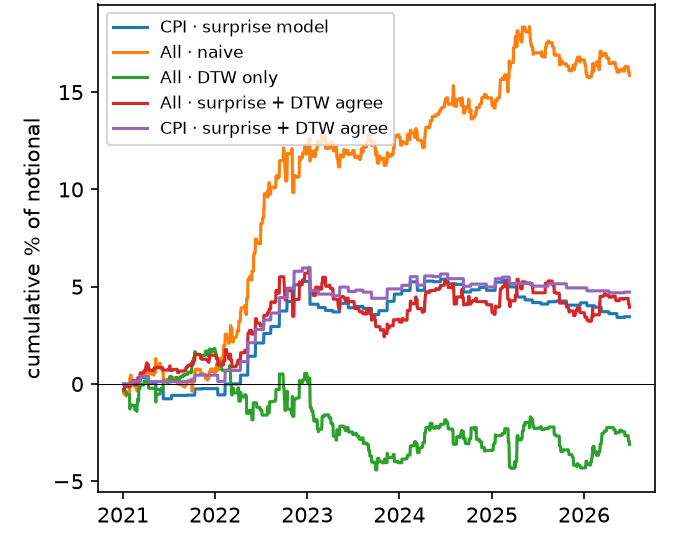 CPI · surprise model
All · naive
All · DTW only
All · surprise + DTW agree
CPI · surprise + DTW agree
cumulative % of notional
15
10
5
0
−5
2021 2022 2023 2024 2025 2026